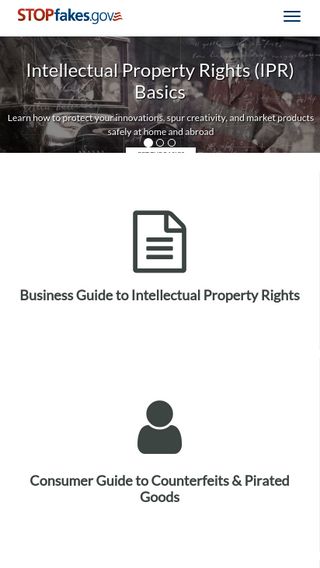 STOPfakes.gov
Intellectual Property Rights (IPR)
Basics
Learn how to protect your innovations, spur creativity, and market products
safely at home and abroad
Business Guide to Intellectual Property Rights
Consumer Guide to Counterfeits & Pirated
Goods